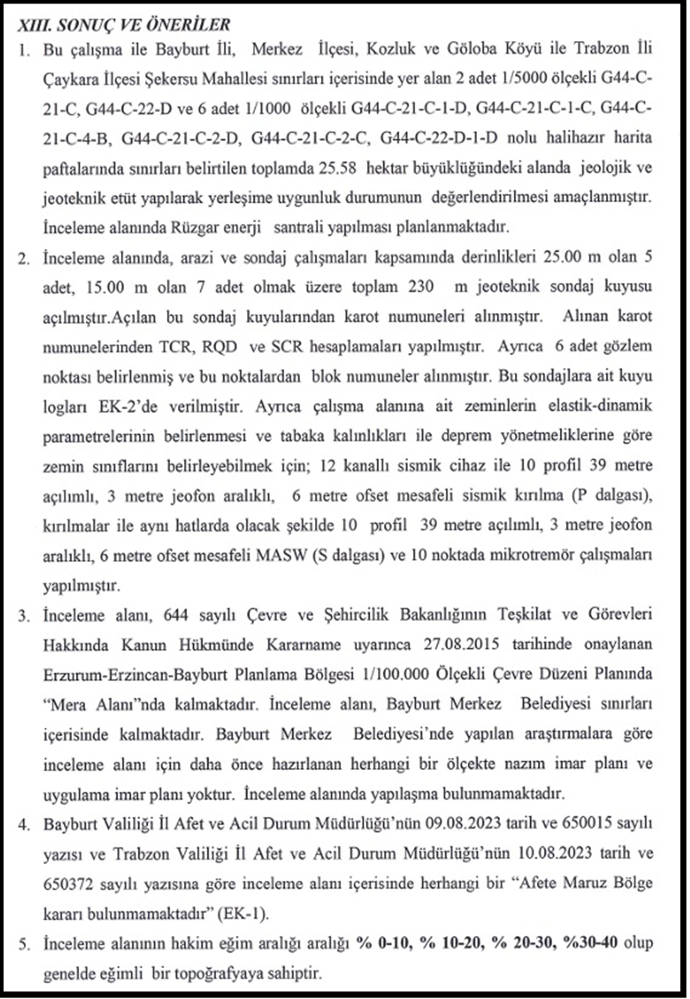 XIII. SONUÇ VE ÖNERİLER
1. Bu çalışma ile Bayburt İli, Merkez İlçesi, Kozluk ve Göloba Köyü ile Trabzon İli
Çaykara İlçesi Şekersu Mahallesi sınırları içerisinde yer alan 2 adet 1/5000 ölçekli G44-C-
21-C, G44-C-22-D ve 6 adet 1/1000 ölçekli G44-C-21-C-1-D, G44-C-21-C-1-C, G44-C-
21-C-4-B, G44-C-21-C-2-D, G44-C-21-C-2-C, G44-C-22-D-1-D nolu halihazır harita
paftalarında sınırları belirtilen toplamda 25.58 hektar büyüklüğündeki alanda jeolojik ve
jeoteknik etüt yapılarak yerleşime uygunluk durumunun değerlendirilmesi amaçlanmıştır.
İnceleme alanında Rüzgar enerji santrali yapılması planlanmaktadır.
2. İnceleme alanında, arazi ve sondaj çalışmaları kapsamında derinlikleri 25.00 m olan 5
adet, 15.00 m olan 7 adet olmak üzere toplam 230 m jeoteknik sondaj kuyusu
açılmıştır.Açılan bu sondaj kuyularından karot numuneleri alınmıştır. Alınan karot
numunelerinden TCR, RQD ve SCR hesaplamaları yapılmıştır. Ayrıca 6 adet gözlem
noktası belirlenmiş ve bu noktalardan blok numuneler alınmıştır. Bu sondajlara ait kuyu
logları EK-2’de verilmiştir. Ayrıca çalışma alanına ait zeminlerin elastik-dinamik
parametrelerinin belirlenmesi ve tabaka kalınlıkları ile deprem yönetmeliklerine göre
zemin sınıflarını belirleyebilmek için; 12 kanallı sismik cihaz ile 10 profil 39 metre
açılımlı, 3 metre jeofon aralıklı, 6 metre ofset mesafeli sismik kırılma (P dalgası),
kırılmalar ile aynı hatlarda olacak şekilde 10 profil 39 metre açılımlı, 3 metre jeofon
aralıklı, 6 metre ofset mesafeli MASW (S dalgası) ve 10 noktada mikrotremör çalışmaları
yapılmıştır.
3. İnceleme alanı, 644 sayılı Çevre ve Şehircilik Bakanlığının Teşkilat ve Görevleri
Hakkında Kanun Hükmünde Kararname uyarınca 27.08.2015 tarihinde onaylanan
Erzurum-Erzincan-Bayburt Planlama Bölgesi 1/100.000 Ölçekli Çevre Düzeni Planında
“Mera Alanı”nda kalmaktadır. İnceleme alanı, Bayburt Merkez Belediyesi sınırları
içerisinde kalmaktadır. Bayburt Merkez Belediyesi’nde yapılan araştırmalara göre
inceleme alanı için daha önce hazırlanan herhangi bir ölçekte nazım imar planı ve
uygulama imar planı yoktur. İnceleme alanında yapılaşma bulunmamaktadır.
4. Bayburt Valiliği İl Afet ve Acil Durum Müdürlüğü’nün 09.08.2023 tarih ve 650015 sayılı
yazısı ve Trabzon Valiliği İl Afet ve Acil Durum Müdürlüğü’nün 10.08.2023 tarih ve
650372 sayılı yazısına göre inceleme alanı içerisinde herhangi bir “Afete Maruz Bölge
kararı bulunmamaktadır” (EK-1).
5. İnceleme alanının hakim eğim aralığı aralığı % 0-10, % 10-20, % 20-30, %30-40 olup
genelde eğimli bir topoğrafyaya sahiptir.